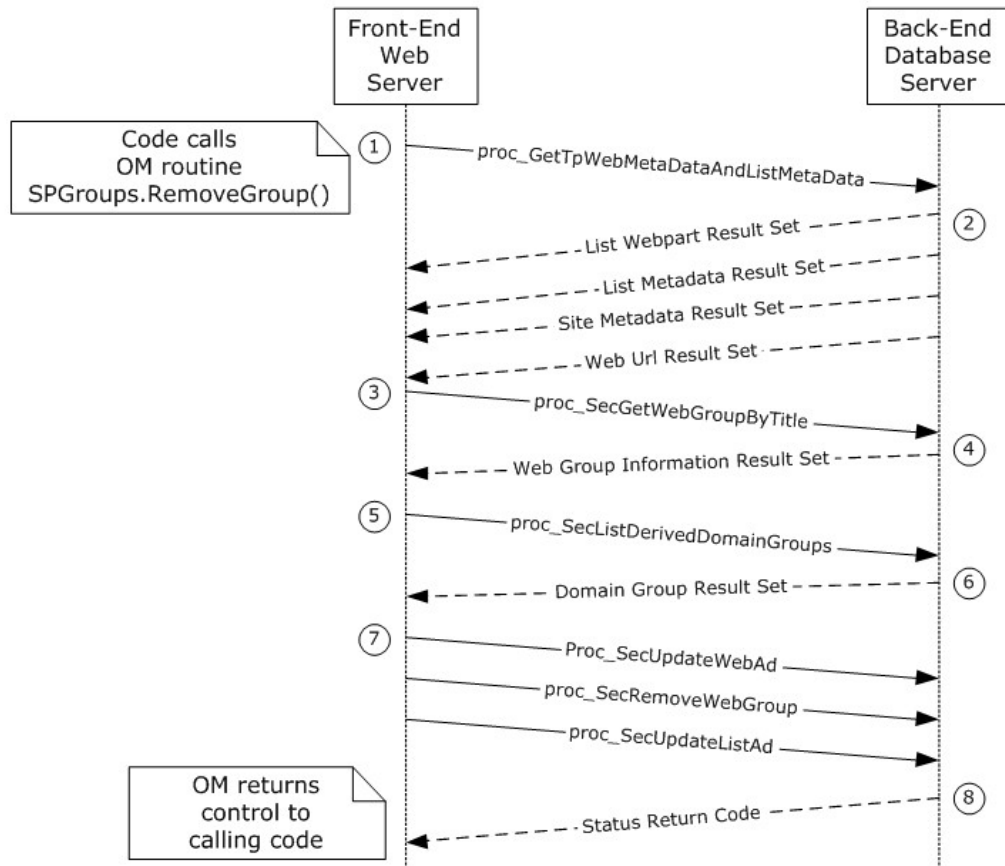 Front-End
Web
Server
Back-End
Database
Server
Code calls
OM routine
SPGroups.RemoveGroup()
1
proc_GetTpWebMetaDataAndListMetaData
2
List Webpart Result Set
List Metadata Result Set
Site Metadata Result Set
Web Url Result Set
3
proc_SecGetWebGroupByTitle
4
Web Group Information Result Set
5
proc_SecListDerivedDomainGroups
6
Domain Group Result Set
7
Proc_SecUpdateWebAd
proc_SecRemoveWebGroup
proc_SecUpdateListAd
OM returns
control to
calling code
8
Status Return Code